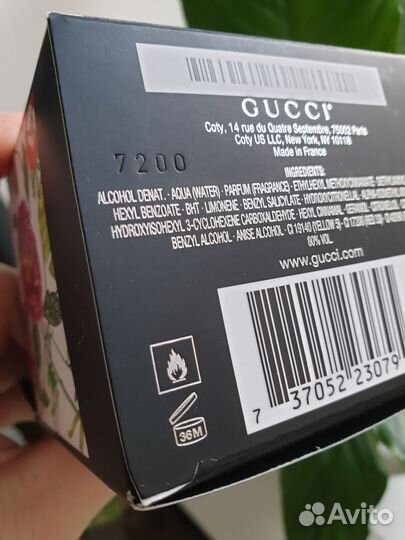 GUCCI
Coty, 14 rue du Quatre Septembre, 75002 Paris
Coty US LLC, New York, NY 10118
Made in France
7200
INGREDIENTS:
ALCOHOL DENAT. · AQUA (WATER) · PARFUM (FRAGRANCE) · ETHYLHEXYL METHOXYCINNAMATE ·
HEXYL BENZOATE · BHT · LIMONENE · BENZYL SALICYLATE ·
HYDROXYISOHEXYL 3-CYCLOHEXENE CARBOXALDEHYDE · HEXYL CINNAMAL ·
BENZYL ALCOHOL · ANISE ALCOHOL · CI 19140 (YELLOW 5)
60% VOL.
www.gucci.com
7 37052 23079
36M
Avito